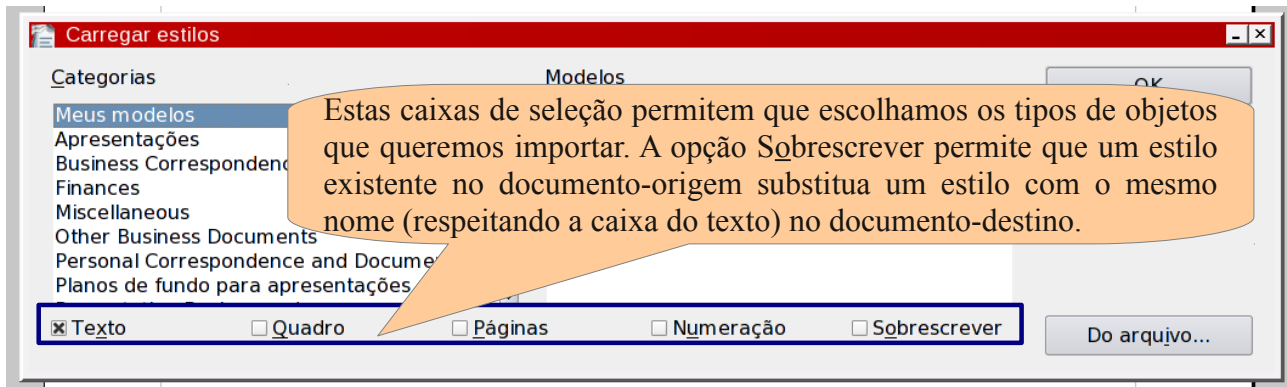 Carregar estilos
Categorias
Modelos
OK
Meus modelos
Apresentações
Business Correspondenc
Finances
Miscellaneous
Other Business Documents
Personal Correspondence and Docume
Planos de fundo para apresentações
Estas caixas de seleção permitem que escolhamos os tipos de objetos
que queremos importar. A opção Sobrescrever permite que um estilo
existente no documento-origem substitua um estilo com o mesmo
nome (respeitando a caixa do texto) no documento-destino.
Texto Quadro Páginas Numeração Sobrescrever
Do arquivo...